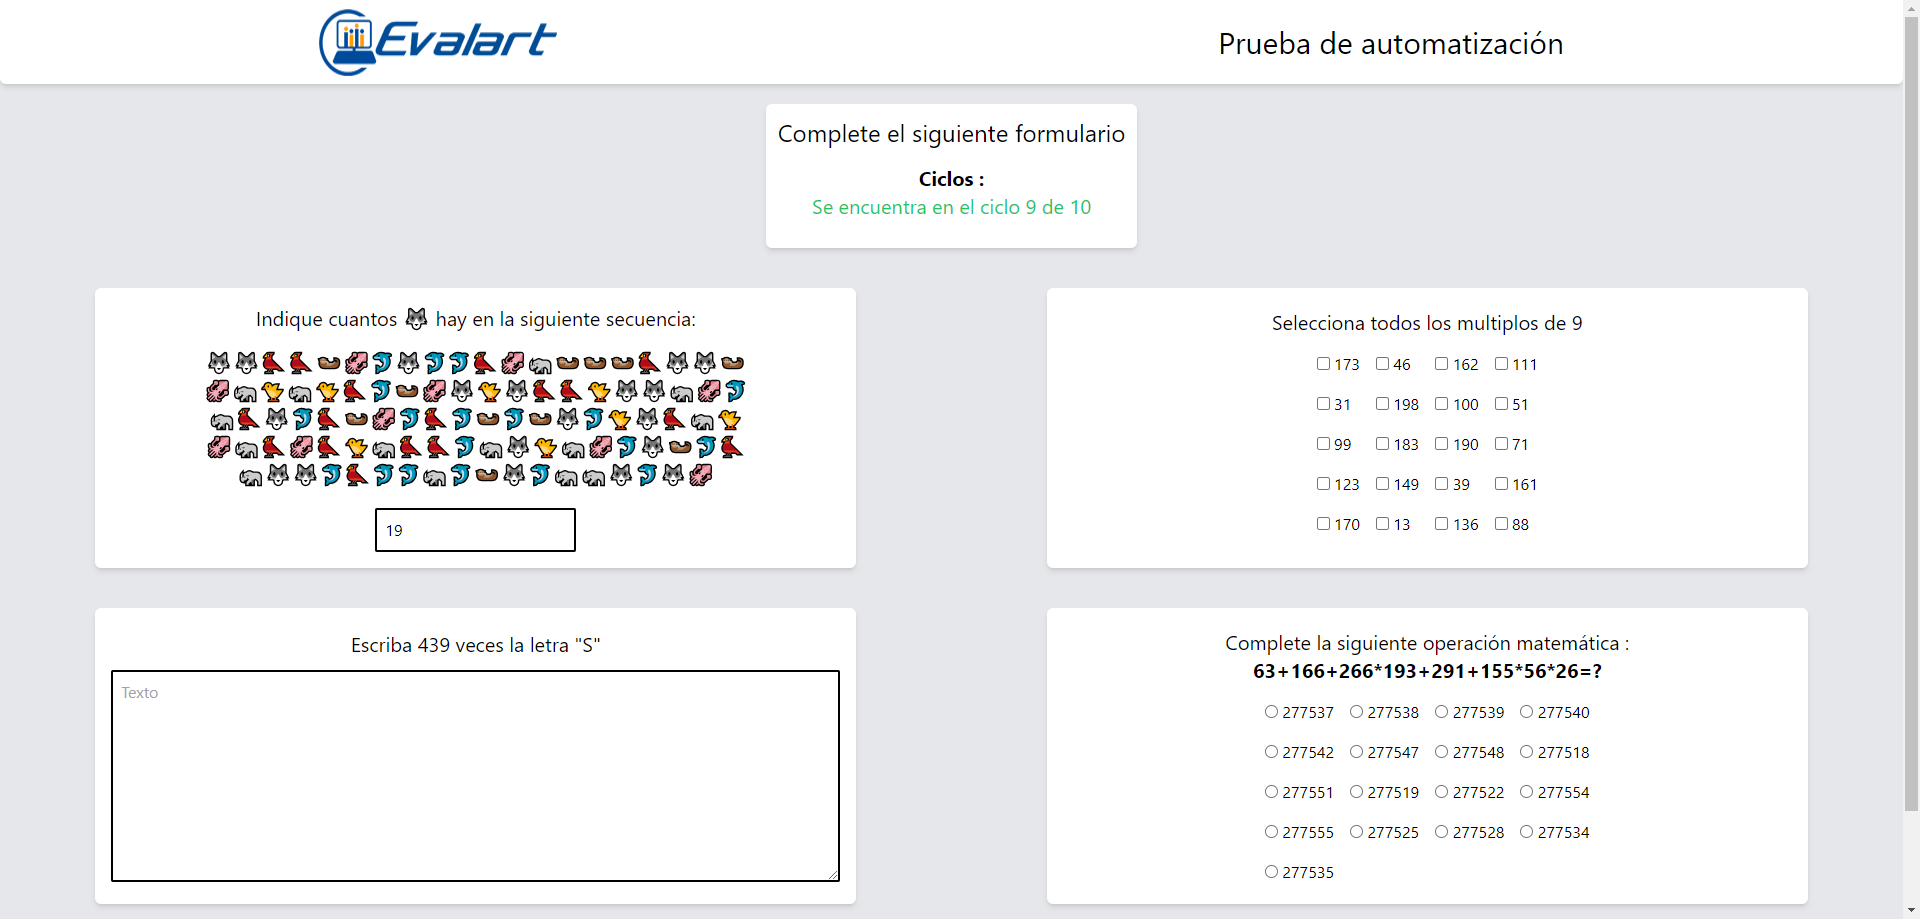 Evalart
Prueba de automatización
Complete el siguiente formulario
Ciclos :
Se encuentra en el ciclo 9 de 10
Indique cuantos 🐺 hay en la siguiente secuencia:
19
Selecciona todos los multiplos de 9
173 46 162 111
31 198 100 51
99 183 190 71
123 149 39 161
170 13 136 88
Escriba 439 veces la letra "S"
Texto
Complete la siguiente operación matemática :
63+166+266*193+291+155*56*26=?
277537 277538 277539 277540
277542 277547 277548 277518
277551 277519 277522 277554
277555 277525 277528 277534
277535